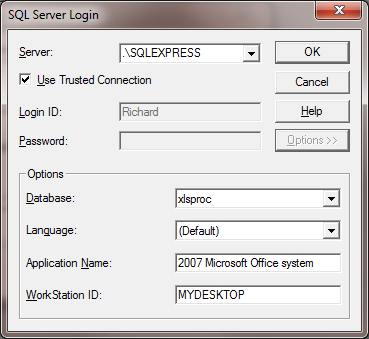 SQL Server Login
Server: .\SQLEXPRESS OK
Use Trusted Connection Cancel
Login ID: Richard Help
Password: Options >>
Options
Database: xlsproc
Language: (Default)
Application Name: 2007 Microsoft Office system
WorkStation ID: MYDESKTOP